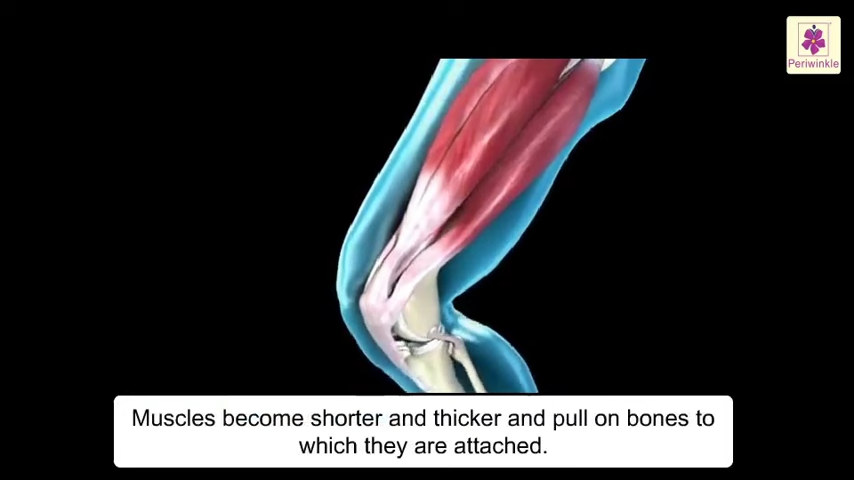 Periwinkle
Muscles become shorter and thicker and pull on bones to
which they are attached.